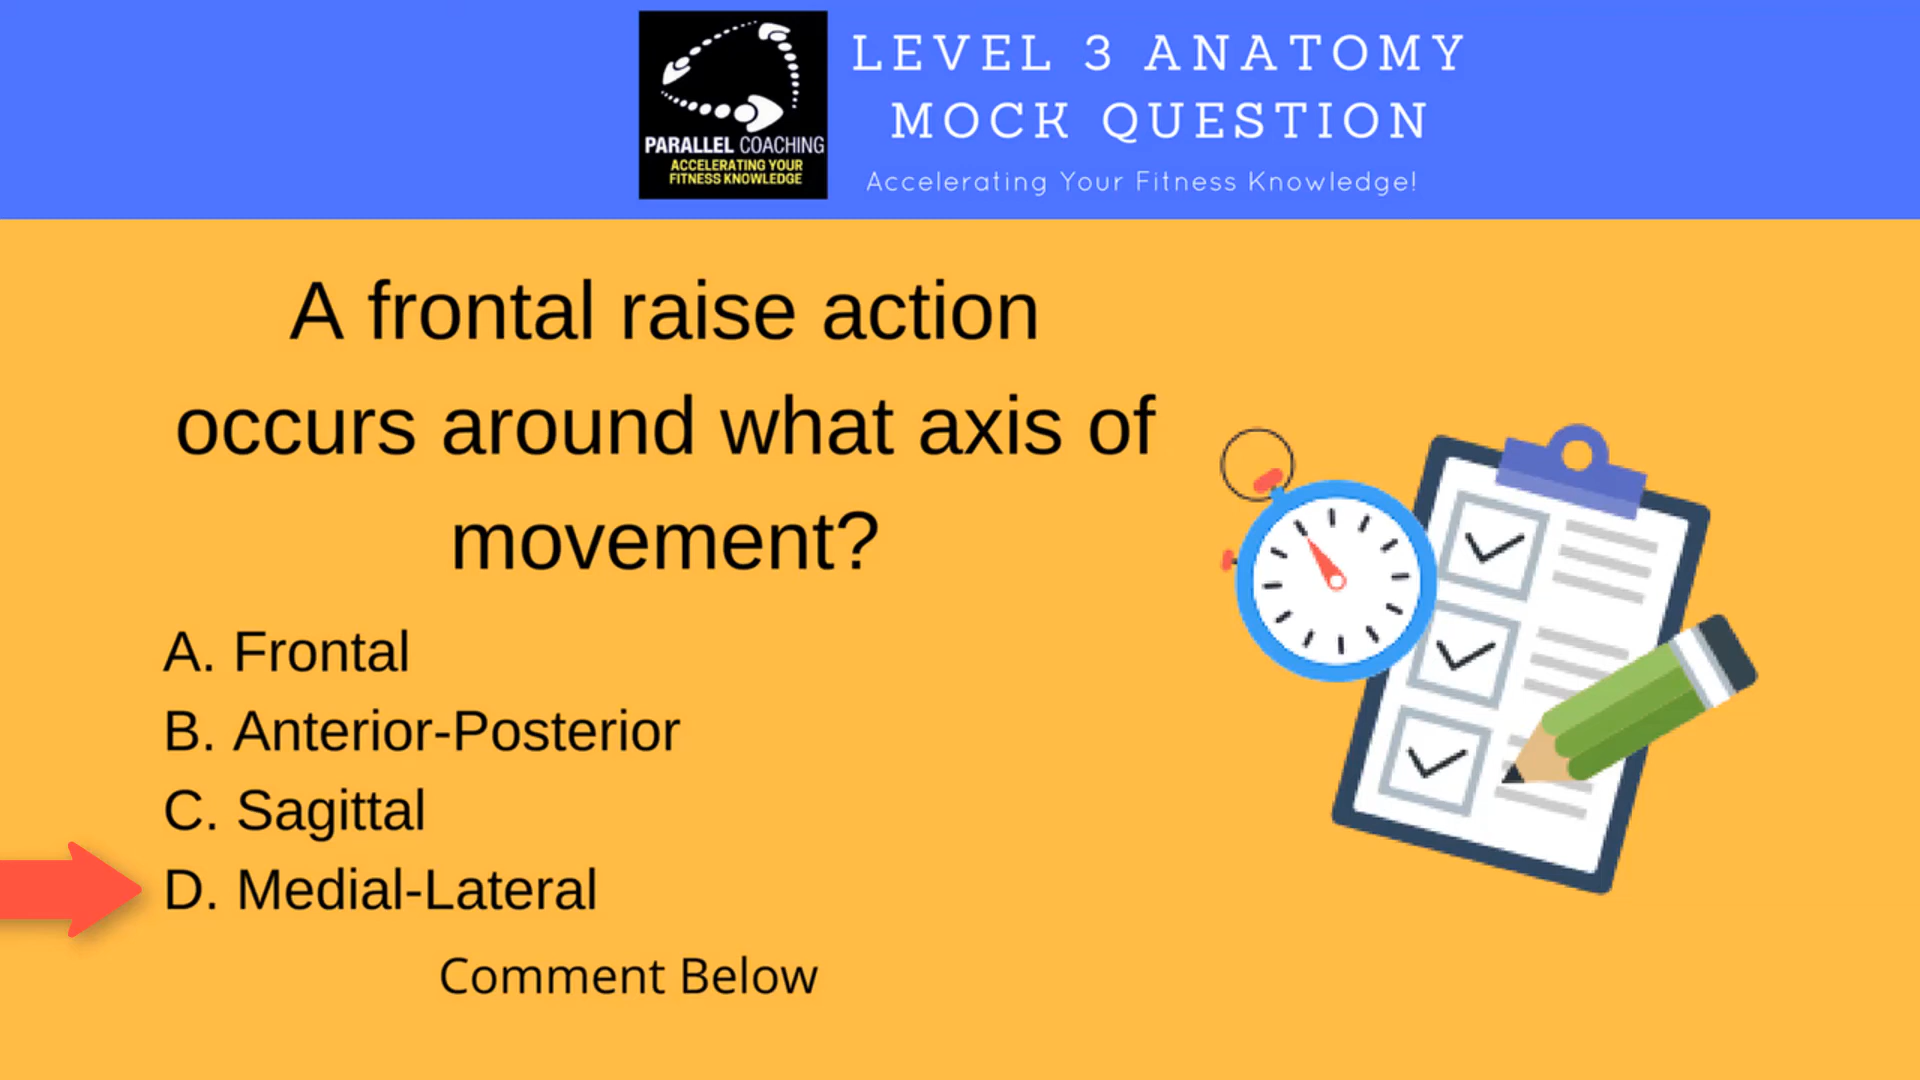 PARALLEL COACHING
ACCELERATING YOUR
FITNESS KNOWLEDGE
LEVEL 3 ANATOMY
MOCK QUESTION
Accelerating Your Fitness Knowledge!
A frontal raise action
occurs around what axis of
movement?
A. Frontal
B. Anterior-Posterior
C. Sagittal
D. Medial-Lateral
Comment Below